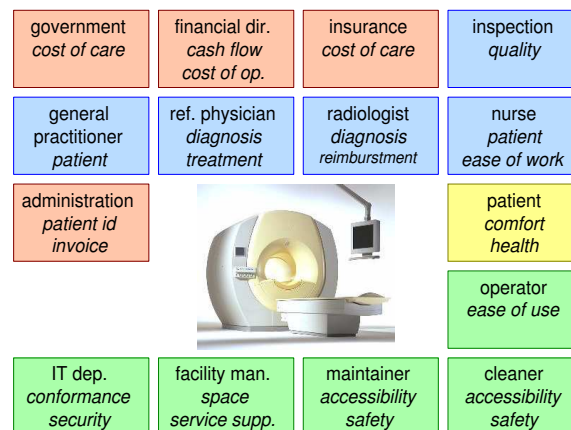 government
cost of care
financial dir.
cash flow
cost of op.
insurance
cost of care
inspection
quality
general
practitioner
patient
ref. physician
diagnosis
treatment
radiologist
diagnosis
reimburstment
nurse
patient
ease of work
administration
patient id
invoice
patient
comfort
health
operator
ease of use
IT dep.
conformance
security
facility man.
space
service supp.
maintainer
accessibility
safety
cleaner
accessibility
safety